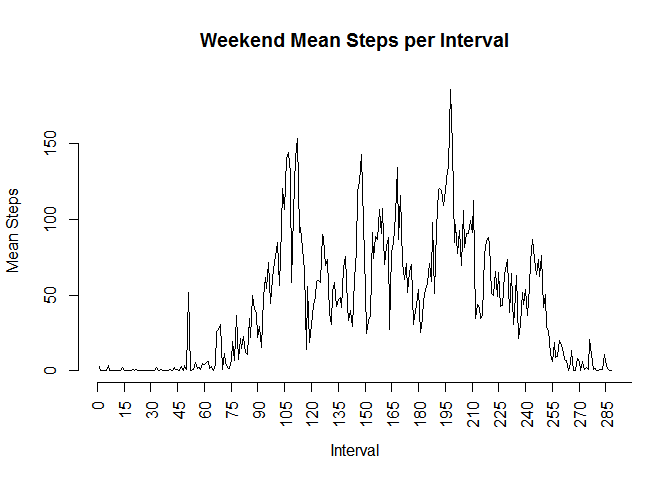 Weekend Mean Steps per Interval
Mean Steps
150
100
50
0
0 15 30 45 60 75 90 105 120 135 150 165 180 195 210 225 240 255 270 285
Interval